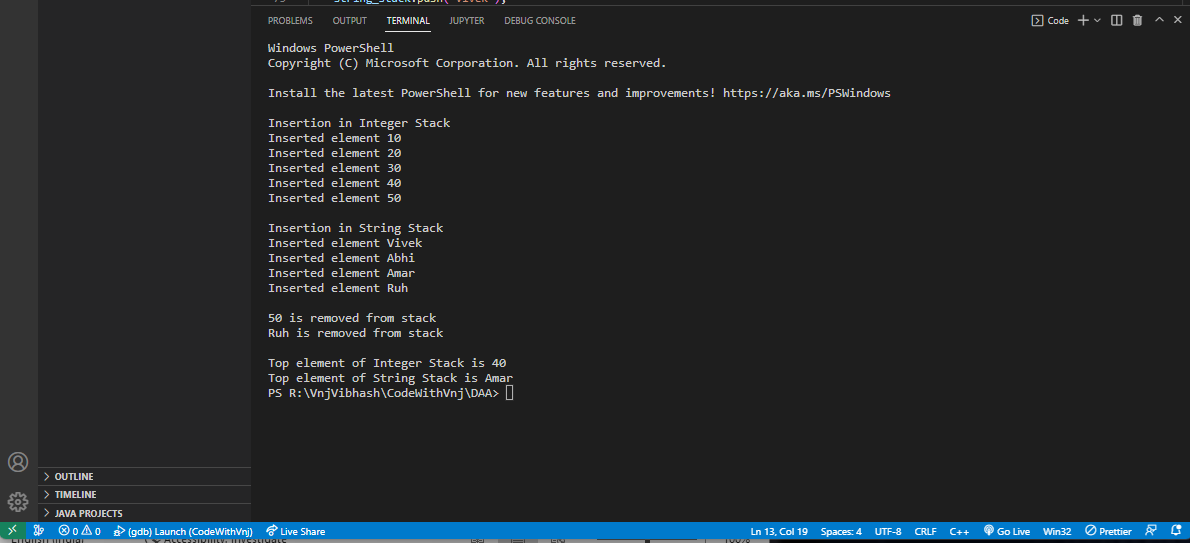 string_stack.push("Vivek");
PROBLEMS OUTPUT TERMINAL JUPYTER DEBUG CONSOLE Code
Windows PowerShell
Copyright (C) Microsoft Corporation. All rights reserved.
Install the latest PowerShell for new features and improvements! https://aka.ms/PSWindows
Insertion in Integer Stack
Inserted element 10
Inserted element 20
Inserted element 30
Inserted element 40
Inserted element 50
Insertion in String Stack
Inserted element Vivek
Inserted element Abhi
Inserted element Amar
Inserted element Ruh
50 is removed from stack
Ruh is removed from stack
Top element of Integer Stack is 40
Top element of String Stack is Amar
PS R:\VnjVibhash\CodeWithVnj\DAA>
OUTLINE
TIMELINE
JAVA PROJECTS
0 0 (gdb) Launch (CodeWithVnj) Live Share Ln 13, Col 19 Spaces: 4 UTF-8 CRLF C++ Go Live Win32 Prettier